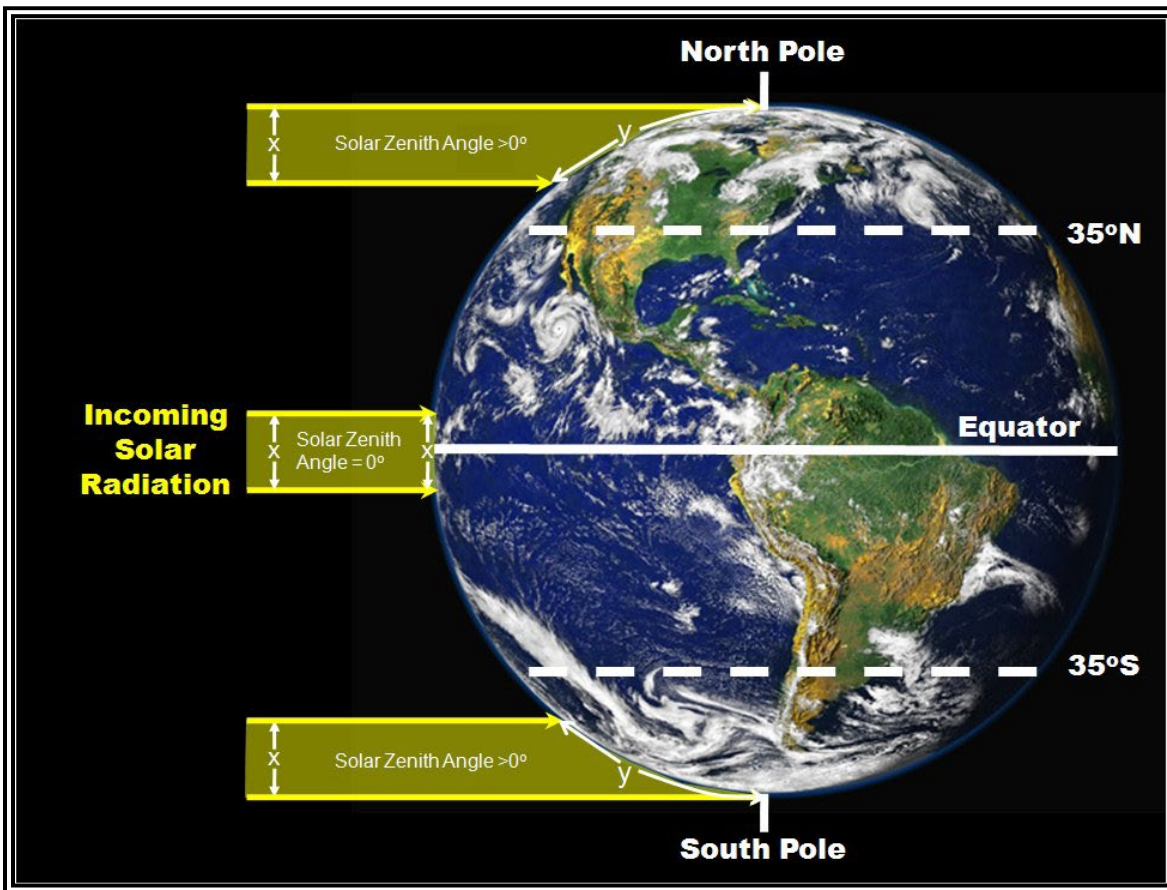 North Pole
x
Solar Zenith Angle >0º
y
35ºN
Incoming
Solar
Radiation
x
Solar Zenith
Angle = 0º
x
Equator
35ºS
x
Solar Zenith Angle >0º
y
South Pole